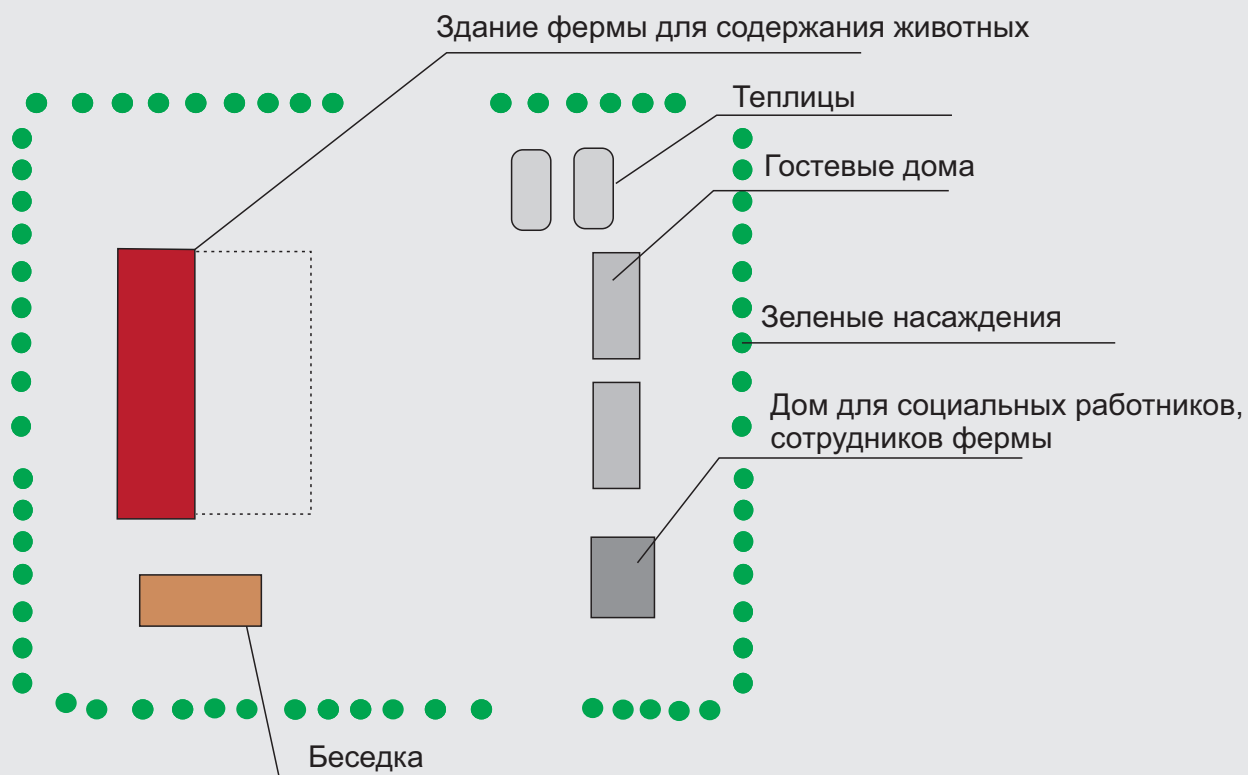 Здание фермы для содержания животных
Теплицы
Гостевые дома
Зеленые насаждения
Дом для социальных работников,
сотрудников фермы
Беседка